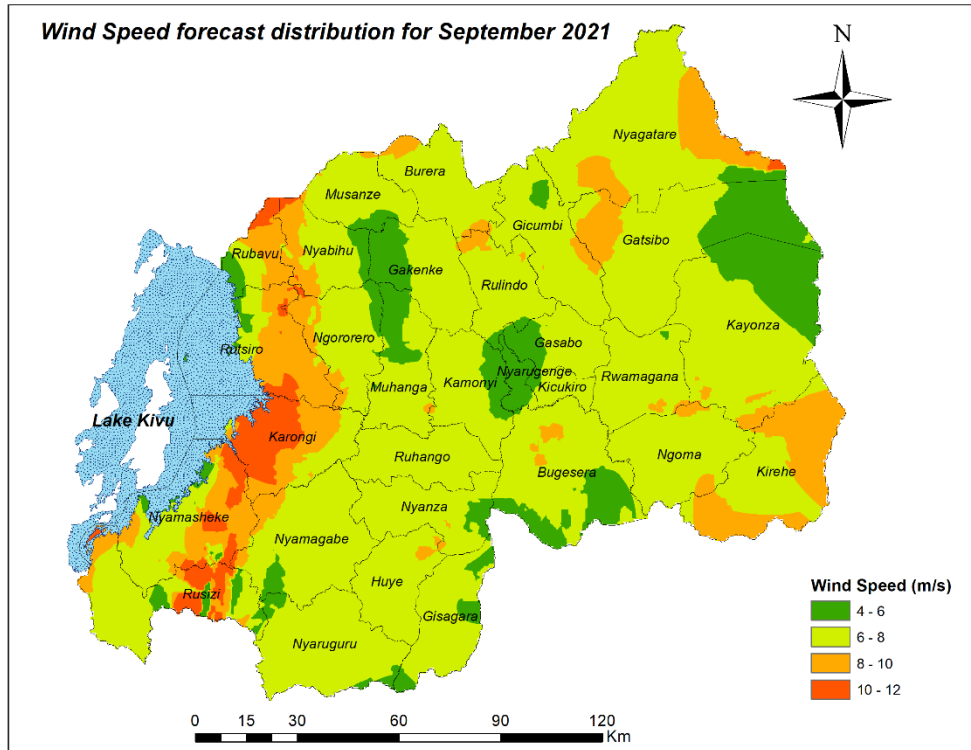 Wind Speed forecast distribution for September 2021
N
Nyagatare
Burera
Musanze
Gicumbi
Nyabihu
Rubavu
Gatsibo
Gakenke
Rulindo
Kayonza
Ngororero
Gasabo
Rutsiro
Nyarugenge
Rwamagana
Muhanga
Kamonyi
Kicukiro
Lake Kivu
Karongi
Ruhango
Ngoma
Bugesera
Kirehe
Nyanza
Nyamasheke
Nyamagabe
Huye
Rusizi
Gisagara
Nyaruguru
Wind Speed (m/s)
4 - 6
6 - 8
8 - 10
10 - 12
0 15 30 60 90 120
Km